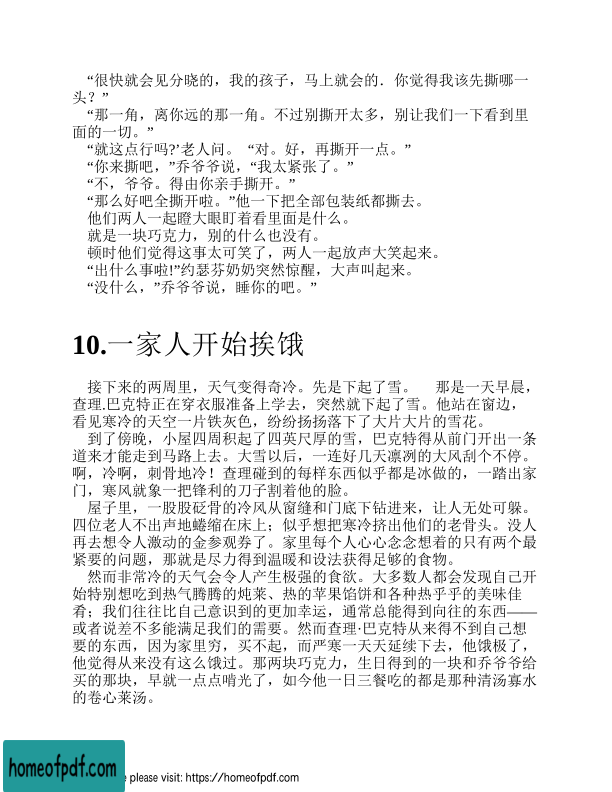 “很快就会见分晓的，我的孩子，马上就会的．你觉得我该先撕哪一
头？”
“那一角，离你远的那一角。不过别撕开太多，别让我们一下看到里
面的一切。”
“就这点行吗?’老人问。 “对。好，再撕开一点。”
“你来撕吧，”乔爷爷说，“我太紧张了。”
“不，爷爷。得由你亲手撕开。”
“那么好吧全撕开啦。”他一下把全部包装纸都撕去。
他们两人一起瞪大眼盯着看里面是什么。
就是一块巧克力，别的什么也没有。
顿时他们觉得这事太可笑了，两人一起放声大笑起来。
“出什么事啦!”约瑟芬奶奶突然惊醒，大声叫起来。
“没什么，”乔爷爷说，睡你的吧。”
10.一家人开始挨饿
接下来的两周里，天气变得奇冷。先是下起了雪。 那是一天早晨，
查理.巴克特正在穿衣服准备上学去，突然就下起了雪。他站在窗边，
看见寒冷的天空一片铁灰色，纷纷扬扬落下了大片大片的雪花。
到了傍晚，小屋四周积起了四英尺厚的雪，巴克特得从前门开出一条
道来才能走到马路上去。大雪以后，一连好几天凛冽的大风刮个不停。
啊，冷啊，刺骨地冷！查理碰到的每样东西似乎都是冰做的，一踏出家
门，寒风就象一把锋利的刀子割着他的脸。
屋子里，一股股砭骨的冷风从窗缝和门底下钻进来，让人无处可躲。
四位老人不出声地蜷缩在床上；似乎想把寒冷挤出他们的老骨头。没人
再去想令人激动的金参观券了。家里每个人心心念念想着的只有两个最
紧要的问题，那就是尽力得到温暖和设法获得足够的食物。
然而非常冷的天气会令人产生极强的食欲。大多数人都会发现自己开
始特别想吃到热气腾腾的炖菜、热的苹果馅饼和各种热乎乎的美味佳
肴；我们往往比自己意识到的更加幸运，通常总能得到向往的东西——
或者说差不多能满足我们的需要。然而查理·巴克特从来得不到自己想
要的东西，因为家里穷，买不起，而严寒一天天延续下去，他饿极了，
他觉得从来没有这么饿过。那两块巧克力，生日得到的一块和乔爷爷给
买的那块，早就一点点啃光了，如今他一日三餐吃的都是那种清汤寡水
的卷心莱汤。
homeofpdf.com
e please visit: https://homeofpdf.com